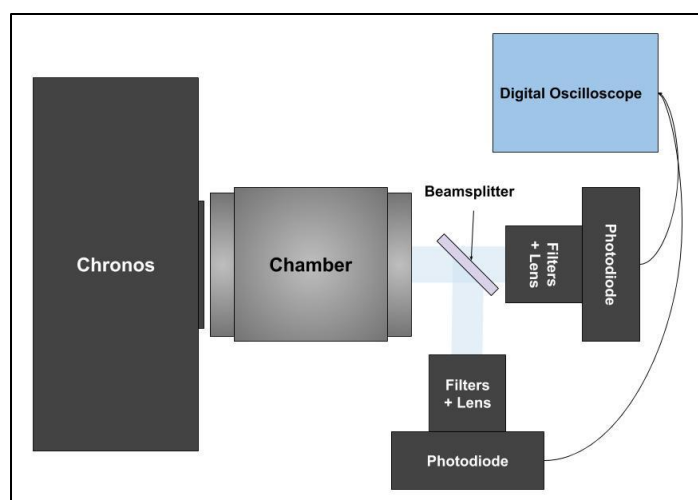 Digital Oscilloscope
Beamsplitter
Chronos
Chamber
Filters
+ Lens
Photodiode
Filters
+ Lens
Photodiode